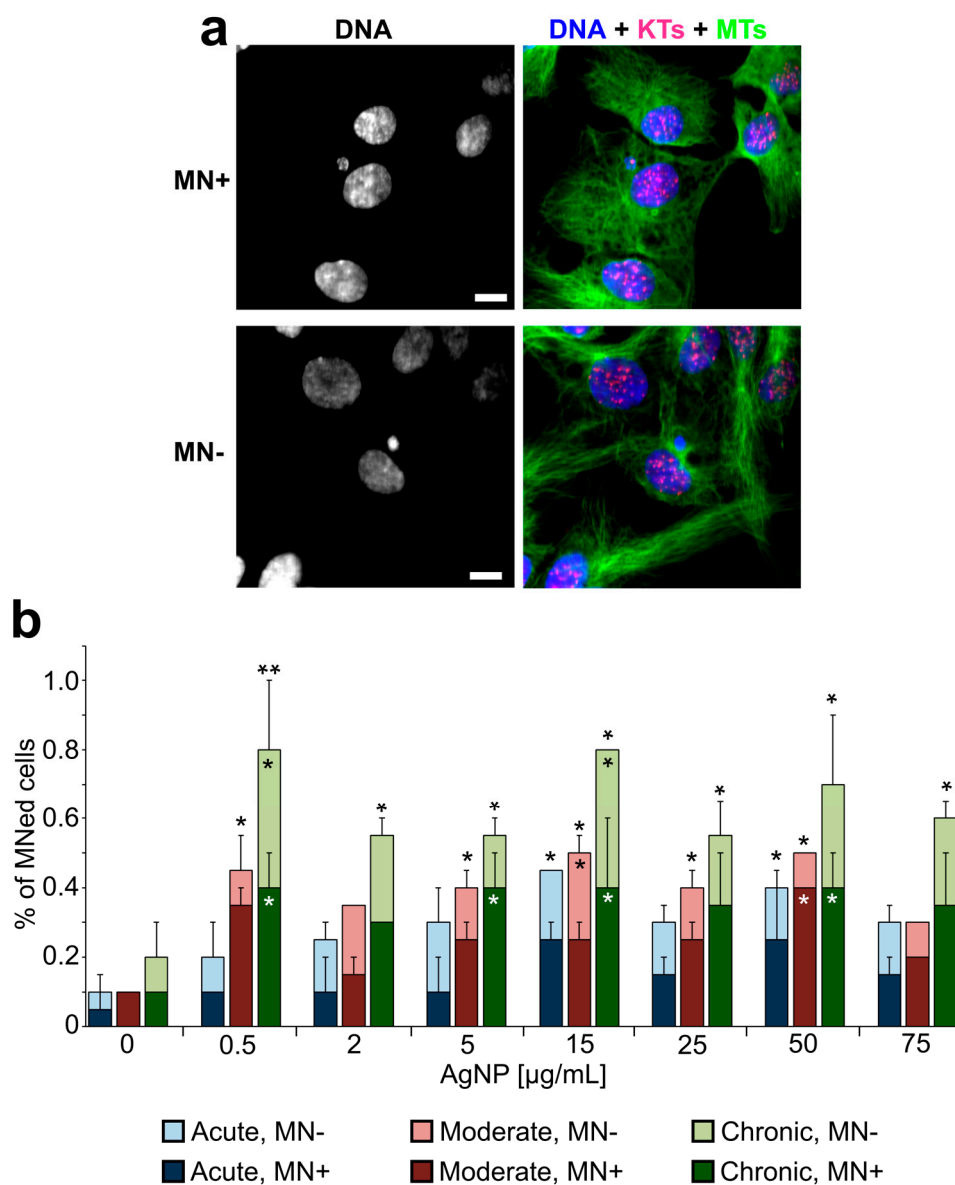 a
DNA
DNA + KTs + MTs
MN+
MN-
b
% of MNed cells
1.0
0.8
0.6
0.4
0.2
0
** * * * * * * * * * * * * * * * * * * * * * *
0 0.5 2 5 15 25 50 75
AgNP [µg/mL]
Acute, MN- Moderate, MN- Chronic, MN-
Acute, MN+ Moderate, MN+ Chronic, MN+